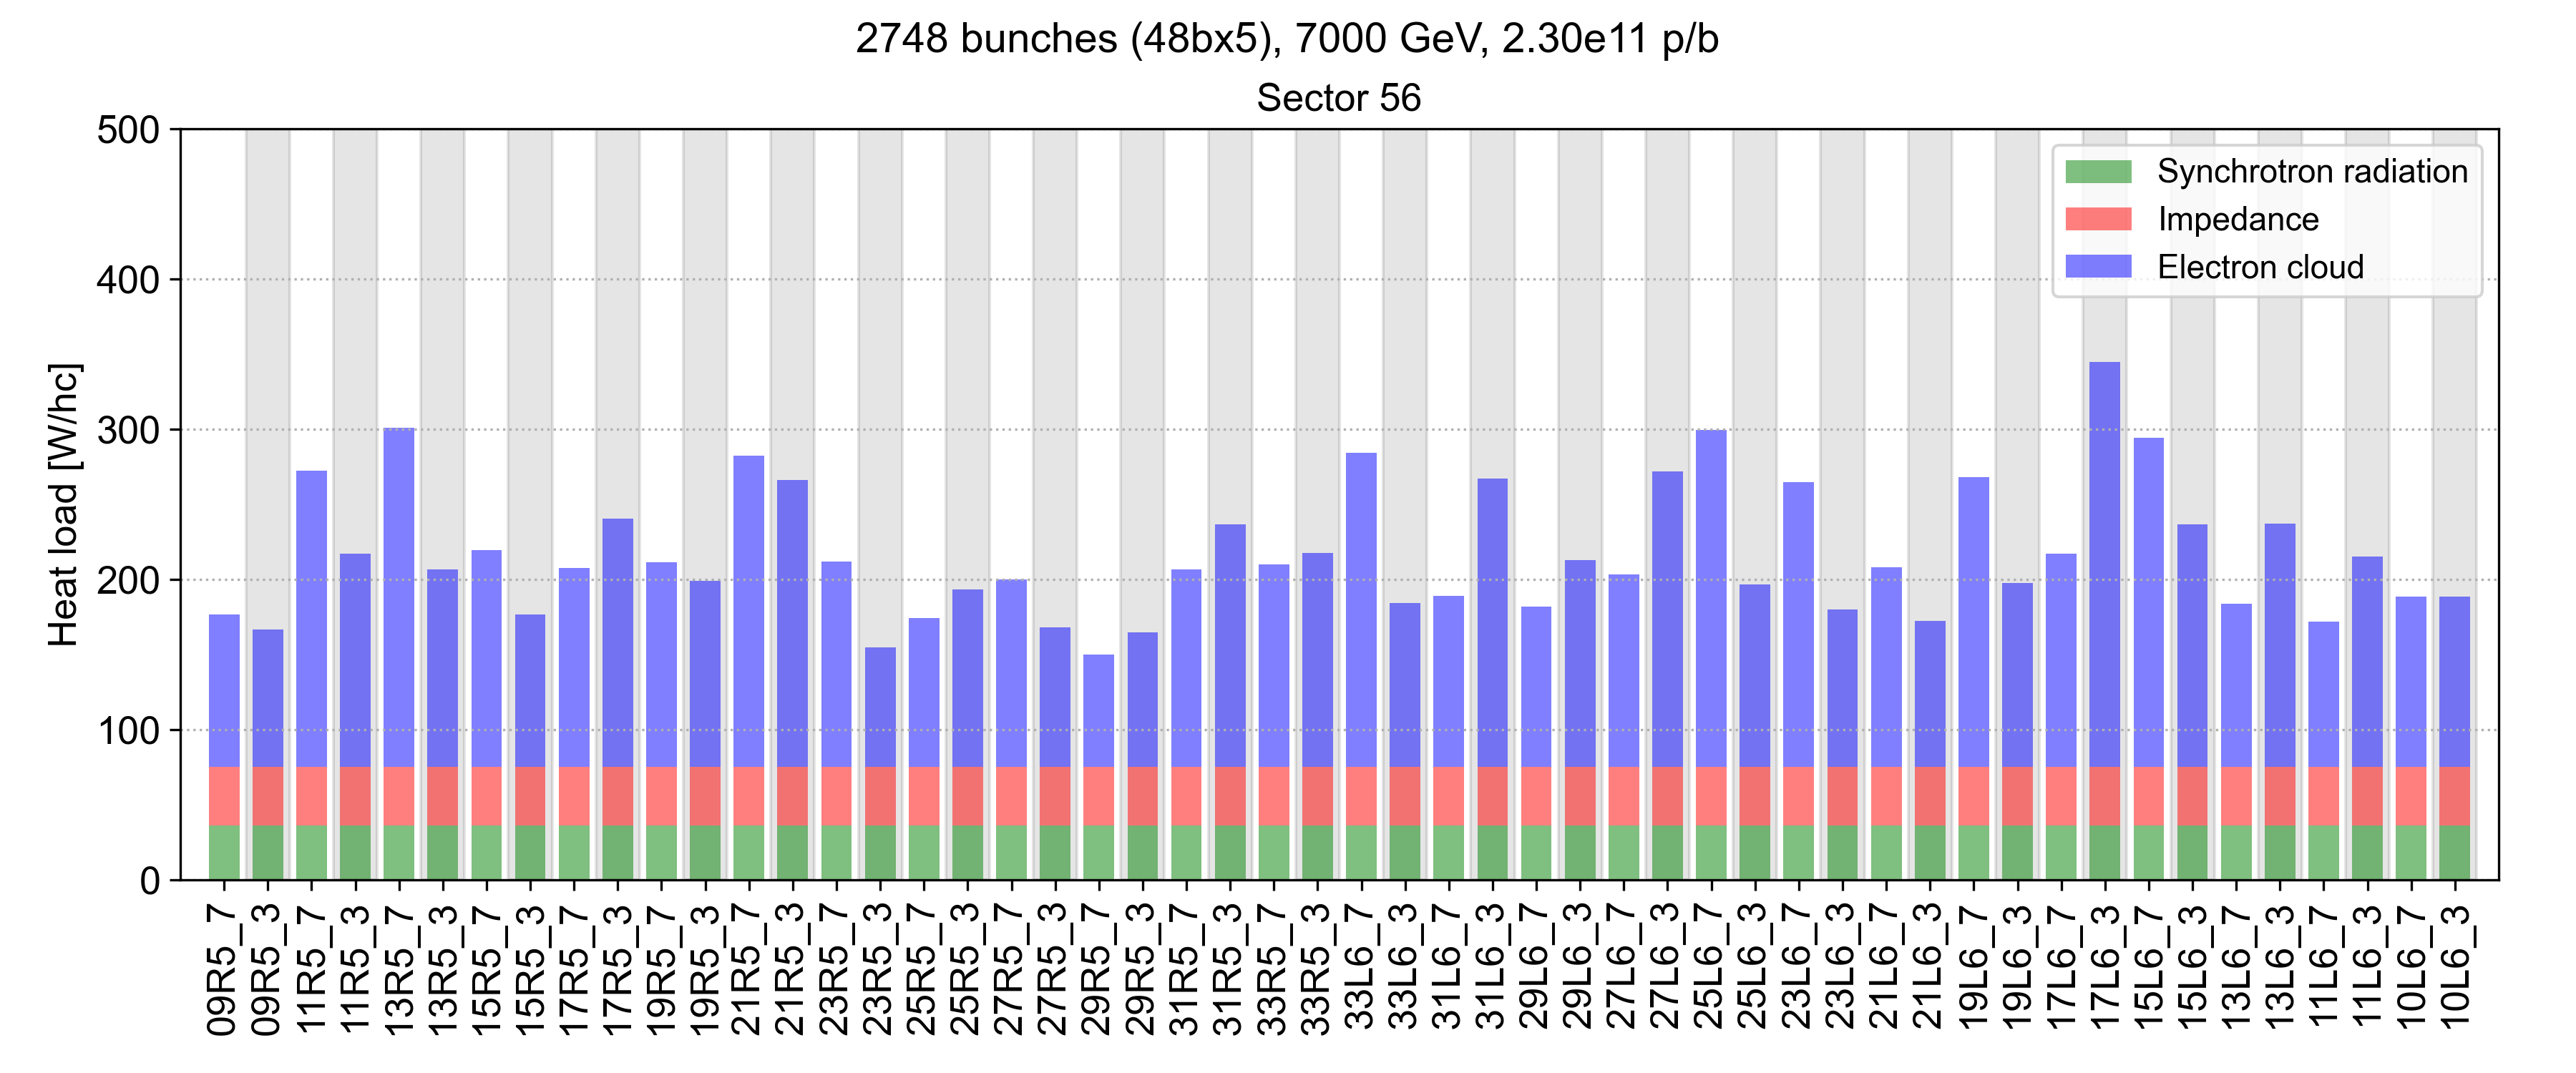 2748 bunches (48bx5), 7000 GeV, 2.30e11 p/b
Sector 56
Heat load [W/hc]
500
400
300
200
100
0
Synchrotron radiation
Impedance
Electron cloud
09R5_7
09R5_3
11R5_7
11R5_3
13R5_7
13R5_3
15R5_7
15R5_3
17R5_7
17R5_3
19R5_7
19R5_3
21R5_7
21R5_3
23R5_7
23R5_3
25R5_7
25R5_3
27R5_7
27R5_3
29R5_7
29R5_3
31R5_7
31R5_3
33R5_7
33R5_3
33L6_7
33L6_3
31L6_7
31L6_3
29L6_7
29L6_3
27L6_7
27L6_3
25L6_7
25L6_3
23L6_7
23L6_3
21L6_7
21L6_3
19L6_7
19L6_3
17L6_7
17L6_3
15L6_7
15L6_3
13L6_7
13L6_3
11L6_7
11L6_3
10L6_7
10L6_3